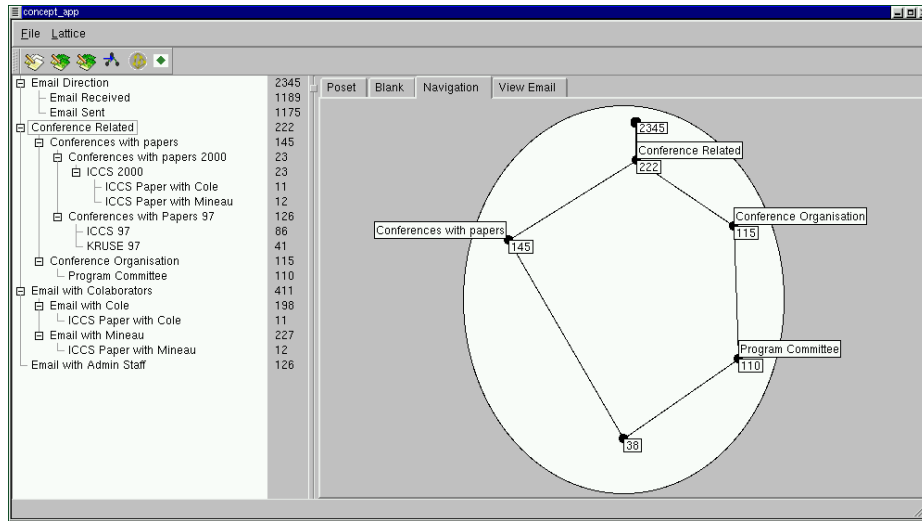 concept_app
File Lattice
Email Direction 2345
Email Received 1189
Email Sent 1175
Conference Related 222
Conferences with papers 145
Conferences with papers 2000 23
ICCS 2000 23
ICCS Paper with Cole 11
ICCS Paper with Mineau 12
Conferences with Papers 97 126
ICCS 97 86
KRUSE 97 41
Conference Organisation 115
Program Committee 110
Email with Colaborators 411
Email with Cole 198
ICCS Paper with Cole 11
Email with Mineau 227
ICCS Paper with Mineau 12
Email with Admin Staff 126
Poset Blank Navigation View Email
2345
Conference Related
222
Conference Organisation
115
Conferences with papers
145
Program Committee
110
38